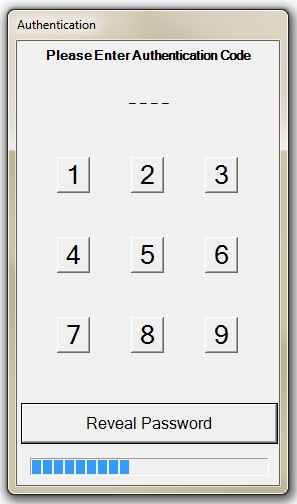 Authentication
Please Enter Authentication Code
_ _ _ _
1 2 3
4 5 6
7 8 9
Reveal Password